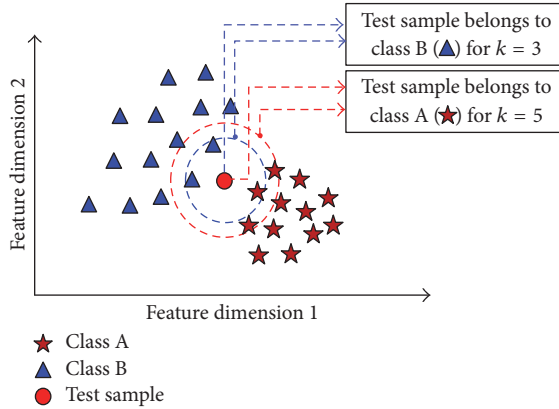 Test sample belongs to
class B (▲) for k = 3
Test sample belongs to
class A (★) for k = 5
Feature dimension 2
Feature dimension 1
Class A
Class B
Test sample